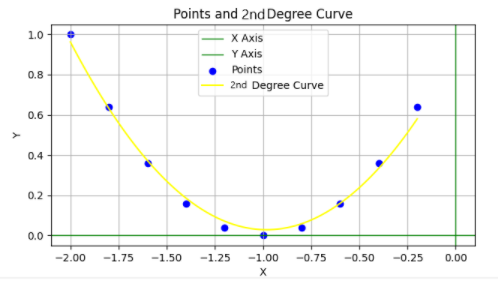 Points and 2nd Degree Curve
X Axis
Y Axis
Points
2nd Degree Curve
1.0
0.8
0.6
0.4
0.2
0.0
Y
−2.00 −1.75 −1.50 −1.25 −1.00 −0.75 −0.50 −0.25 0.00
X